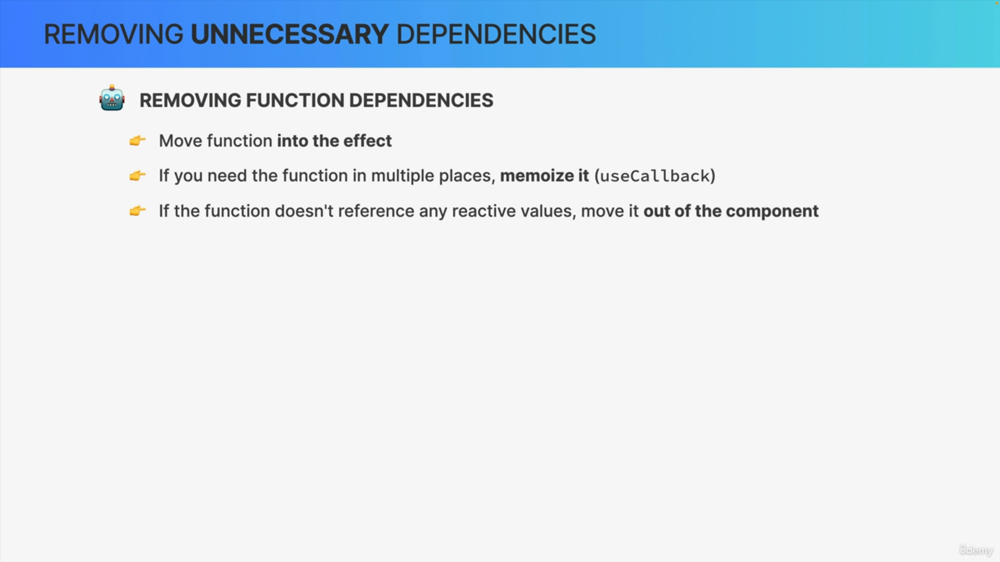 REMOVING UNNECESSARY DEPENDENCIES
REMOVING FUNCTION DEPENDENCIES
Move function into the effect
If you need the function in multiple places, memoize it (useCallback)
If the function doesn't reference any reactive values, move it out of the component
ûdemy